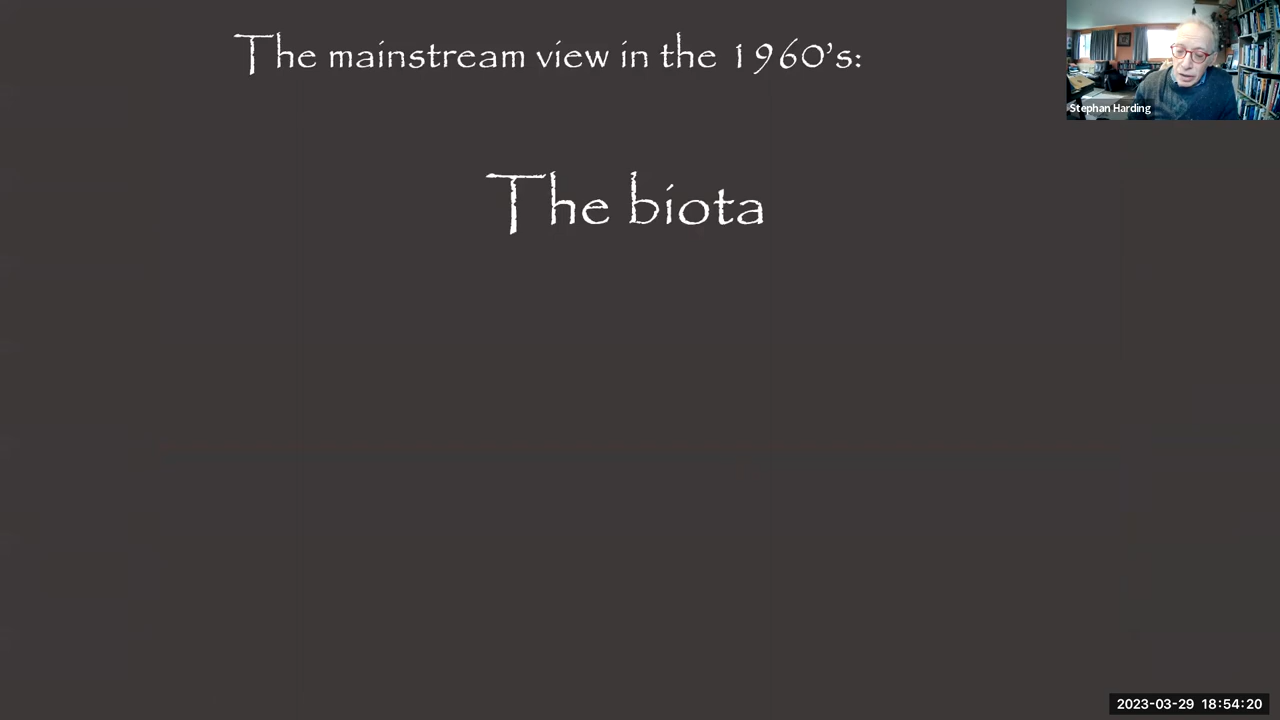 The mainstream view in the 1960’s:
Stephan Harding
The biota
2023-03-29 18:54:20